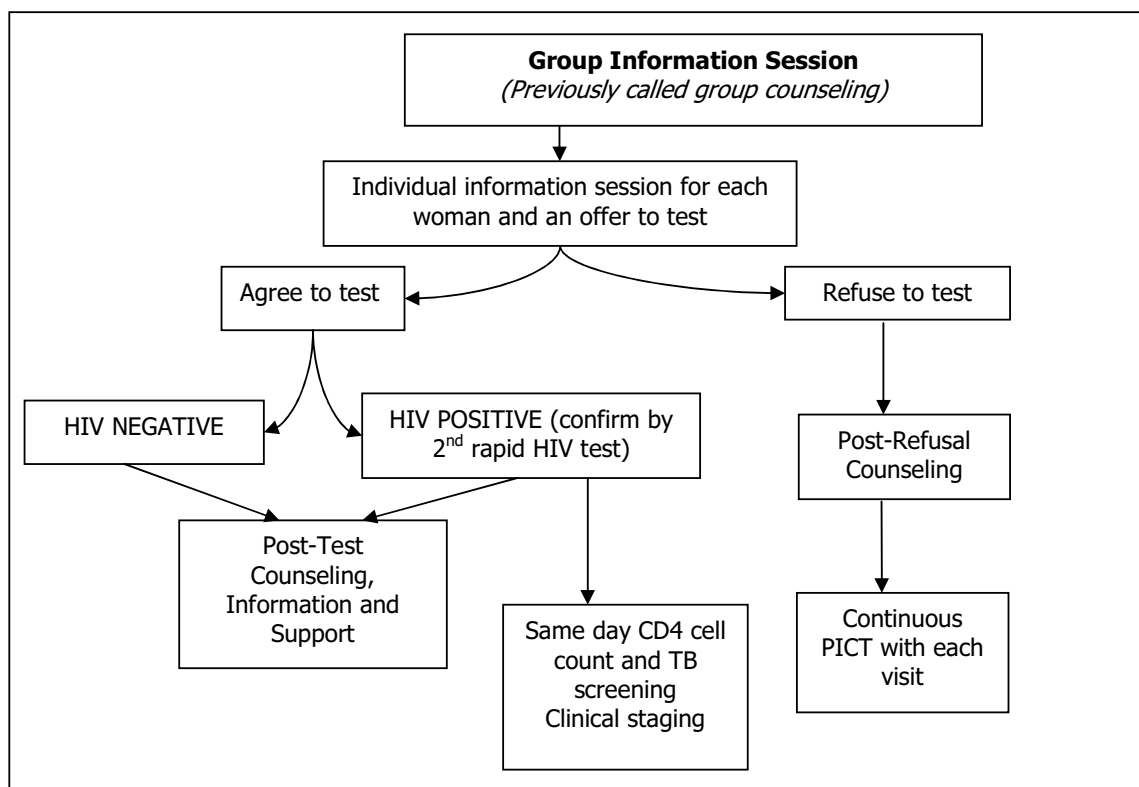 Group Information Session
(Previously called group counseling)
Individual information session for each
woman and an offer to test
Agree to test
Refuse to test
HIV NEGATIVE
HIV POSITIVE (confirm by
2nd rapid HIV test)
Post-Refusal
Counseling
Post-Test
Counseling,
Information and
Support
Same day CD4 cell
count and TB
screening
Clinical staging
Continuous
PICT with each
visit